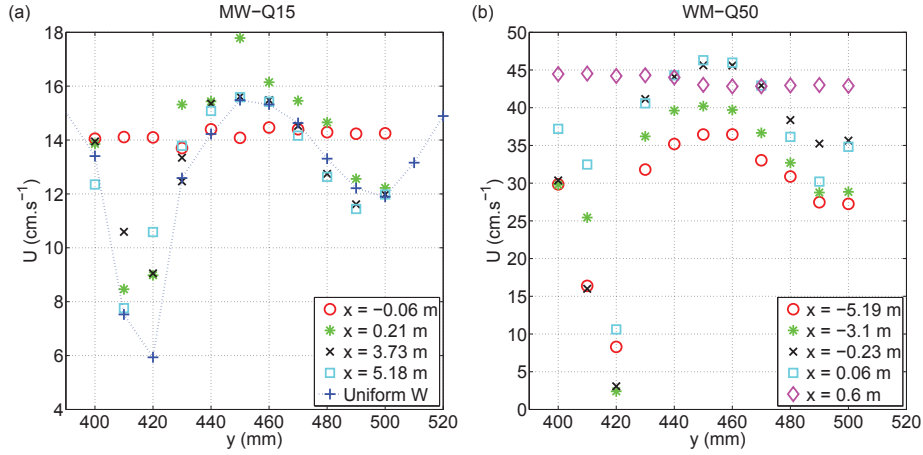 (a)
MW−Q15
U (cm.s⁻¹)
18
16
14
12
10
8
6
4
400
420
440
460
480
500
520
y (mm)
x = −0.06 m
x = 0.21 m
x = 3.73 m
x = 5.18 m
Uniform W
(b)
WM−Q50
U (cm.s⁻¹)
50
45
40
35
30
25
20
15
10
5
0
400
420
440
460
480
500
520
y (mm)
x = −5.19 m
x = −3.1 m
x = −0.23 m
x = 0.06 m
x = 0.6 m